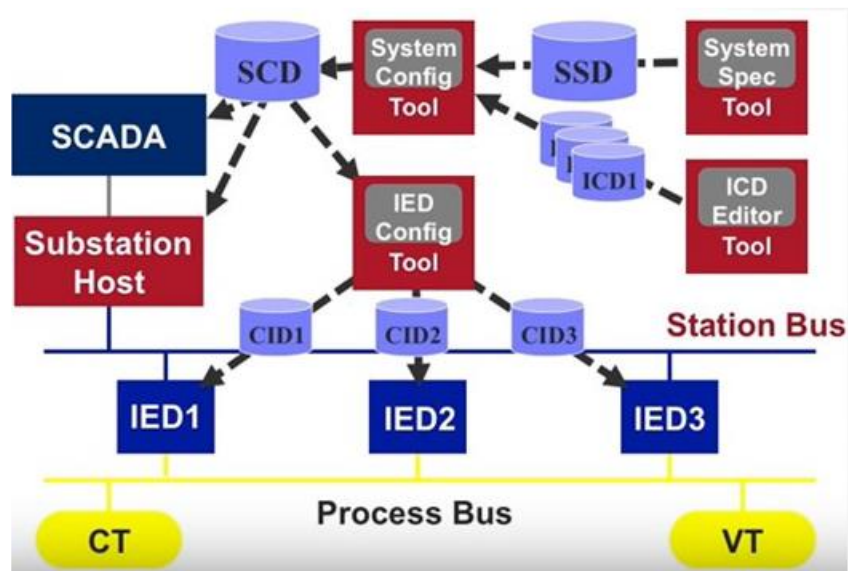 SCD
System
Config
Tool
SSD
System
Spec
Tool
SCADA
I
I
ICD1
ICD
Editor
Tool
IED
Config
Tool
Substation
Host
CID1
CID2
CID3
Station Bus
IED1
IED2
IED3
Process Bus
CT
VT